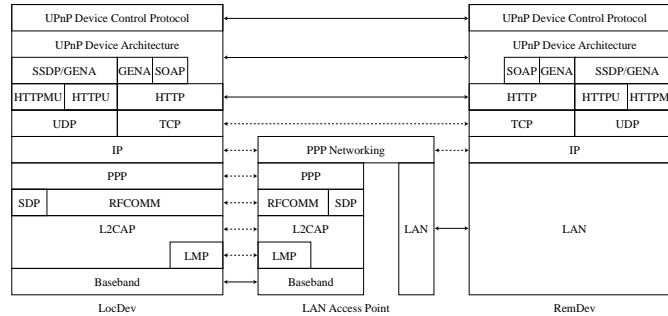 UPnP Device Control Protocol
UPnP Device Architecture
SSDP/GENA GENA SOAP
HTTPMU HTTPU HTTP
UDP TCP
IP
PPP
SDP RFCOMM
L2CAP
LMP
Baseband
LocDev
PPP Networking
PPP
RFCOMM SDP
L2CAP
LMP
Baseband
LAN
LAN Access Point
UPnP Device Control Protocol
UPnP Device Architecture
SOAP GENA SSDP/GENA
HTTP HTTPU HTTPM
TCP UDP
IP
LAN
RemDev